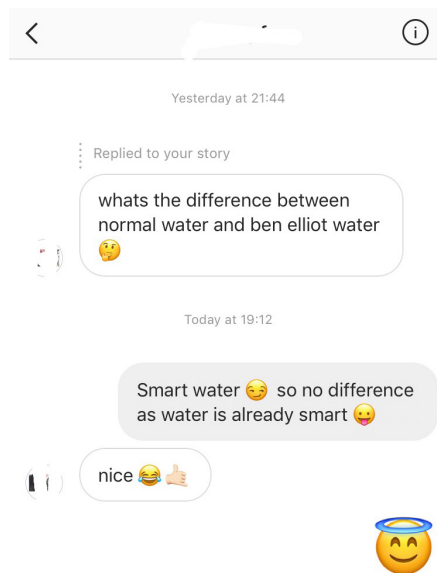 Yesterday at 21:44
Replied to your story
whats the difference between
normal water and ben elliot water
🤔
Today at 19:12
Smart water 😏 so no difference
as water is already smart 😛
nice 😂🤙🏻
😇